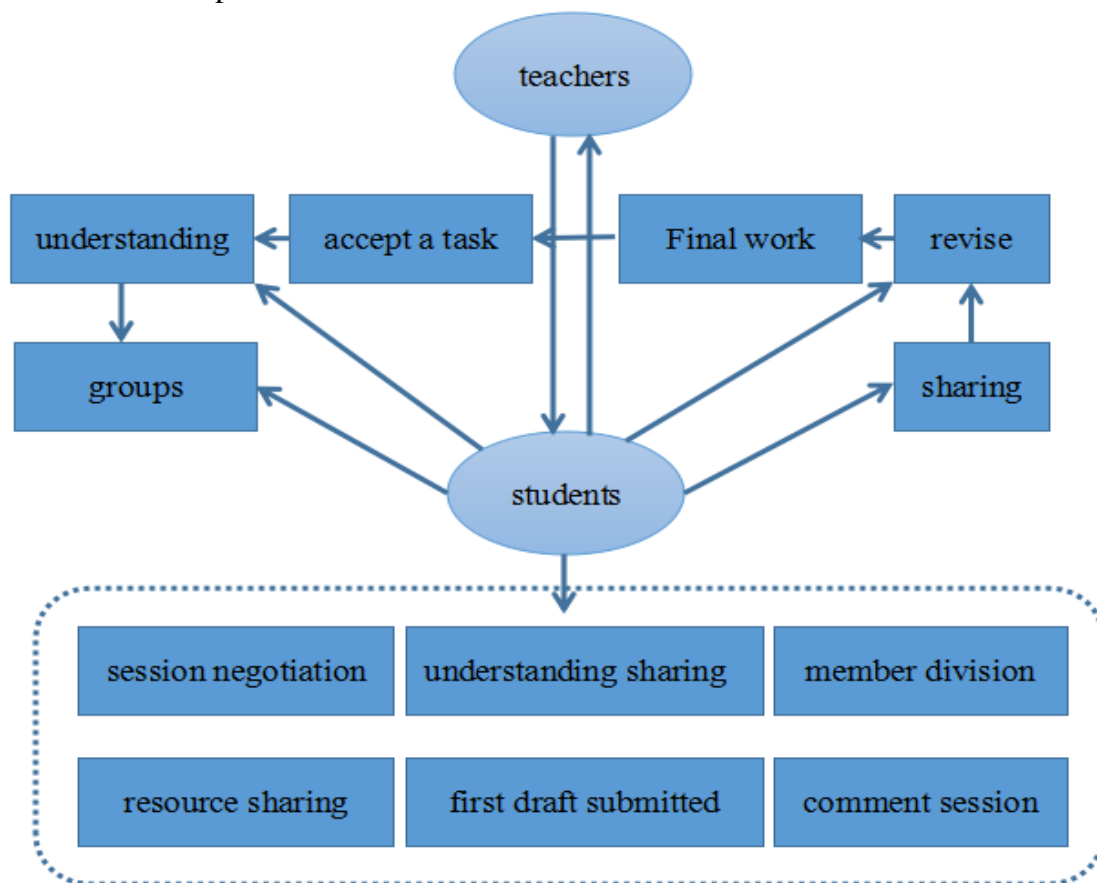 teachers
understanding
accept a task
Final work
revise
groups
sharing
students
session negotiation
understanding sharing
member division
resource sharing
first draft submitted
comment session